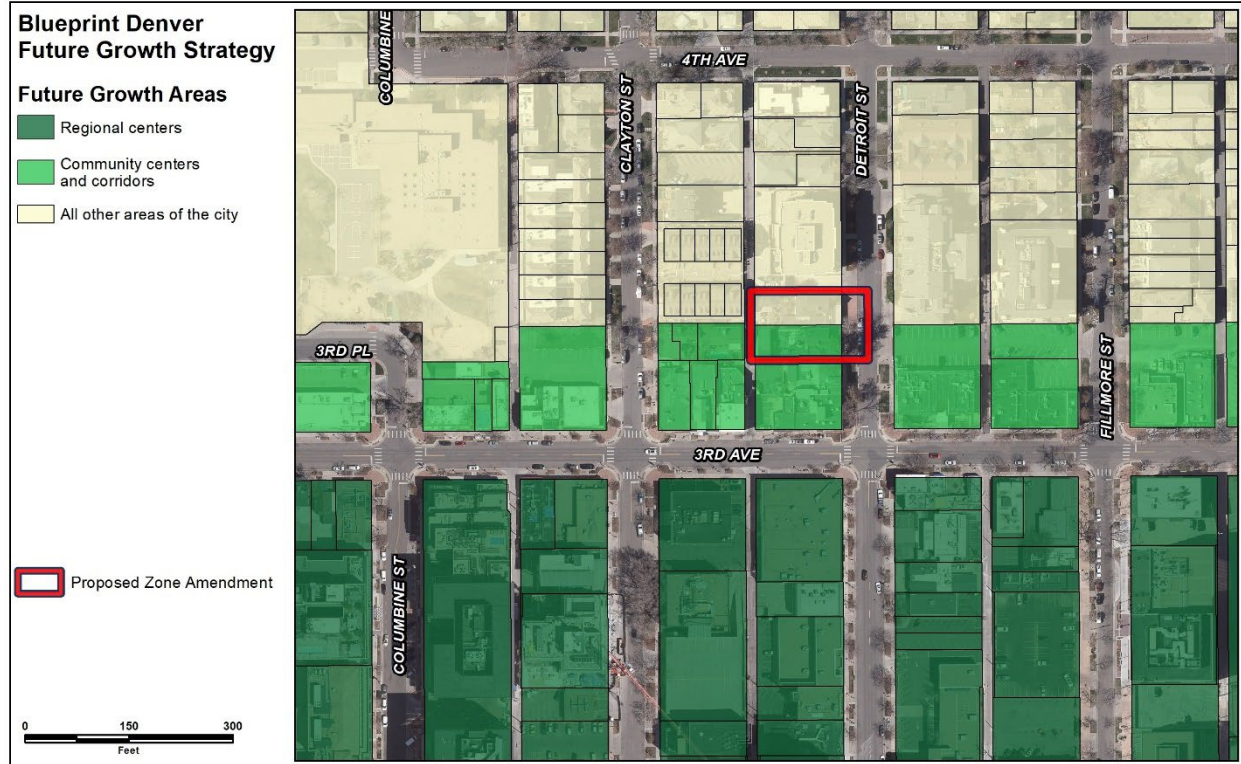 Blueprint Denver
Future Growth Strategy
Future Growth Areas
Regional centers
Community centers
and corridors
All other areas of the city
Proposed Zone Amendment
0 150 300
Feet
COLUMBINE ST
4TH AVE
CLAYTON ST
DETROIT ST
3RD PL
FILLMORE ST
3RD AVE
COLUMBINE ST